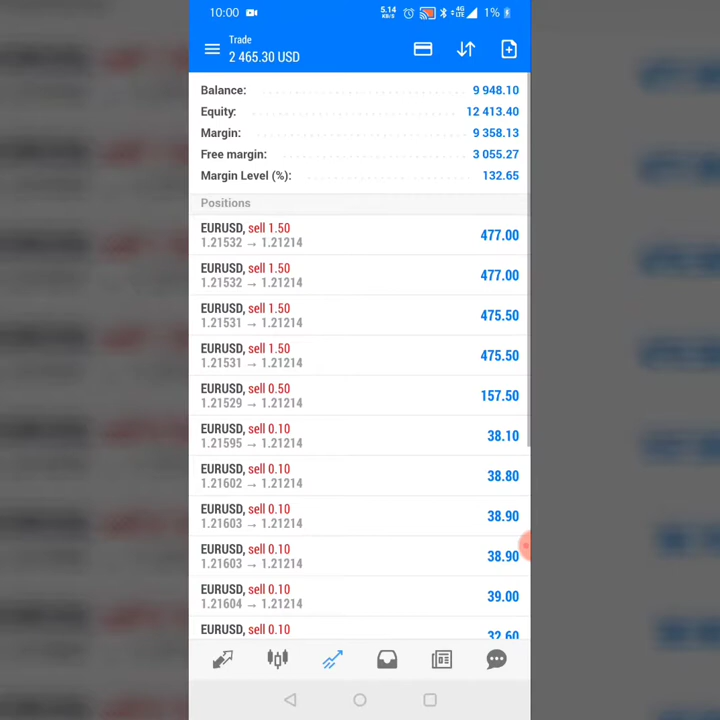 10:00 5.14 KB/S 4G LTE 1%
Trade
2 465.30 USD
Balance: 9 948.10
Equity: 12 413.40
Margin: 9 358.13
Free margin: 3 055.27
Margin Level (%): 132.65
Positions
EURUSD, sell 1.50
1.21532 → 1.21214 477.00
EURUSD, sell 1.50
1.21532 → 1.21214 477.00
EURUSD, sell 1.50
1.21531 → 1.21214 475.50
EURUSD, sell 1.50
1.21531 → 1.21214 475.50
EURUSD, sell 0.50
1.21529 → 1.21214 157.50
EURUSD, sell 0.10
1.21595 → 1.21214 38.10
EURUSD, sell 0.10
1.21602 → 1.21214 38.80
EURUSD, sell 0.10
1.21603 → 1.21214 38.90
EURUSD, sell 0.10
1.21603 → 1.21214 38.90
EURUSD, sell 0.10
1.21604 → 1.21214 39.00
EURUSD, sell 0.10 32.60